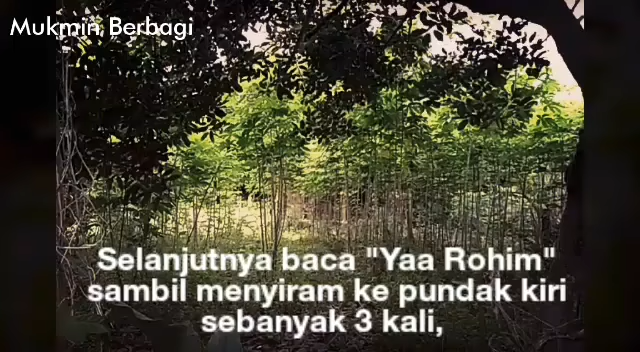 Mukmin Berbagi
Selanjutnya baca "Yaa Rohim"
sambil menyiram ke pundak kiri
sebanyak 3 kali,